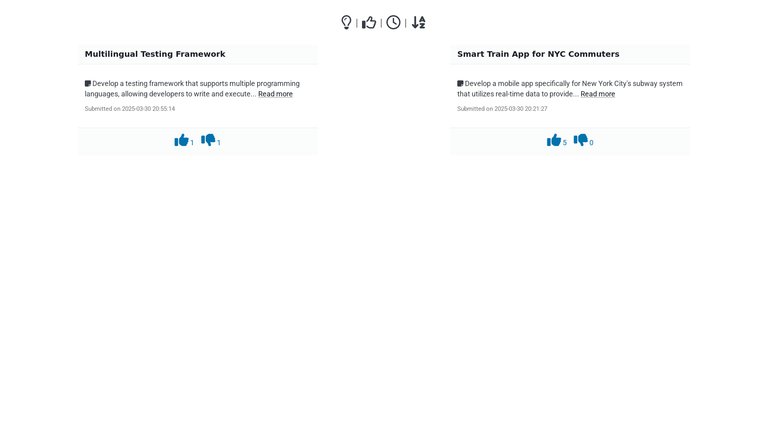 | | |
Multilingual Testing Framework
Develop a testing framework that supports multiple programming
languages, allowing developers to write and execute... Read more
Submitted on 2025-03-30 20:55:14
1 1
Smart Train App for NYC Commuters
Develop a mobile app specifically for New York City's subway system
that utilizes real-time data to provide... Read more
Submitted on 2025-03-30 20:21:27
5 0